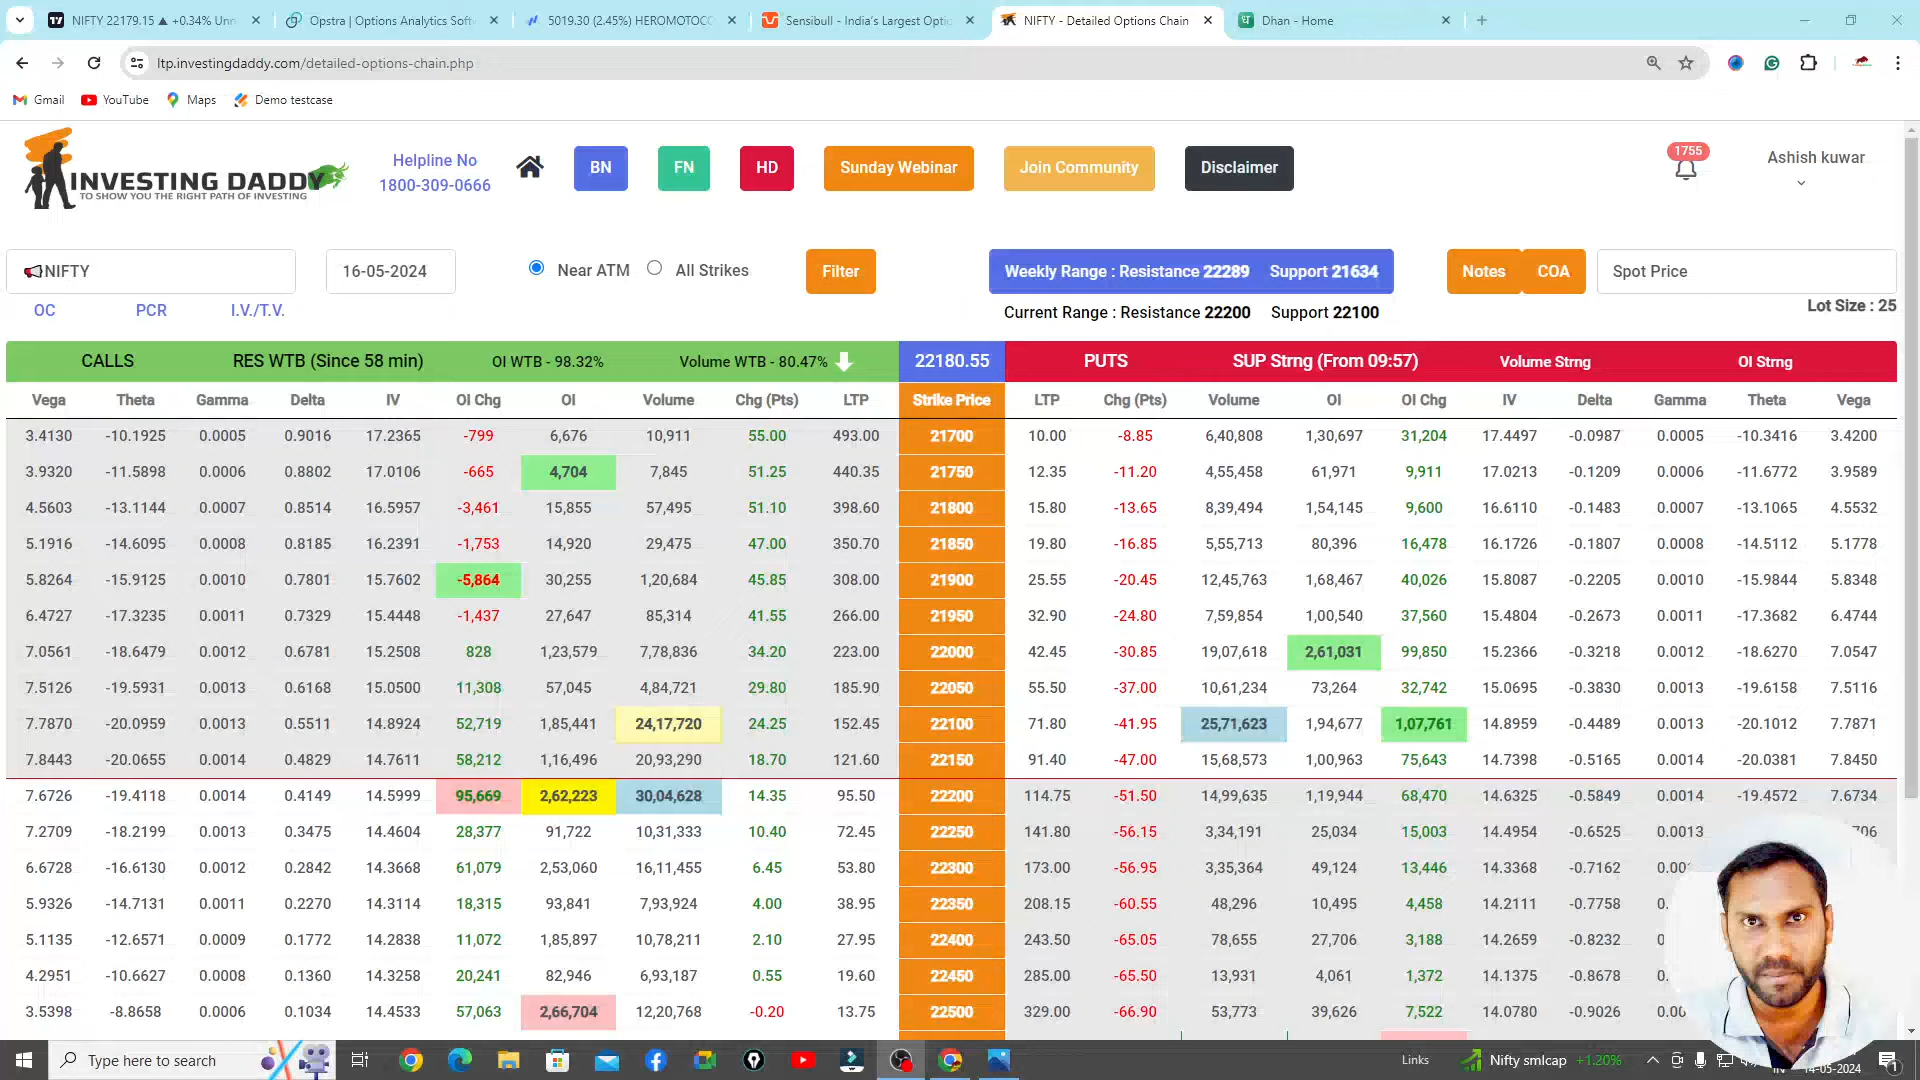 NIFTY 22179.15 ▲ +0.34% Unn
Opstra | Options Analytics Soft
5019.30 (2.45%) HEROMOTOCO
Sensibull - India's Largest Optio
NIFTY - Detailed Options Chain
Dhan - Home
ltp.investingdaddy.com/detailed-options-chain.php
Gmail YouTube Maps Demo testcase
INVESTING DADDY
TO SHOW YOU THE RIGHT PATH OF INVESTING
Helpline No
1800-309-0666
BN FN HD Sunday Webinar Join Community Disclaimer
1755
Ashish kuwar
NIFTY 16-05-2024 Near ATM All Strikes Filter
Weekly Range : Resistance 22289 Support 21634
Notes COA Spot Price
OC PCR I.V./T.V.
Current Range : Resistance 22200 Support 22100
Lot Size : 25
CALLS RES WTB (Since 58 min) OI WTB - 98.32% Volume WTB - 80.47% 22180.55 PUTS SUP Strng (From 09:57) Volume Strng OI Strng
Vega Theta Gamma Delta IV OI Chg OI Volume Chg (Pts) LTP Strike Price LTP Chg (Pts) Volume OI OI Chg IV Delta Gamma Theta Vega
3.4130 -10.1925 0.0005 0.9016 17.2365 -799 6,676 10,911 55.00 493.00 21700 10.00 -8.85 6,40,808 1,30,697 31,204 17.4497 -0.0987 0.0005 -10.3416 3.4200
3.9320 -11.5898 0.0006 0.8802 17.0106 -665 4,704 7,845 51.25 440.35 21750 12.35 -11.20 4,55,458 61,971 9,911 17.0213 -0.1209 0.0006 -11.6772 3.9589
4.5603 -13.1144 0.0007 0.8514 16.5957 -3,461 15,855 57,495 51.10 398.60 21800 15.80 -13.65 8,39,494 1,54,145 9,600 16.6110 -0.1483 0.0007 -13.1065 4.5532
5.1916 -14.6095 0.0008 0.8185 16.2391 -1,753 14,920 29,475 47.00 350.70 21850 19.80 -16.85 5,55,713 80,396 16,478 16.1726 -0.1807 0.0008 -14.5112 5.1778
5.8264 -15.9125 0.0010 0.7801 15.7602 -5,864 30,255 1,20,684 45.85 308.00 21900 25.55 -20.45 12,45,763 1,68,467 40,026 15.8087 -0.2205 0.0010 -15.9844 5.8348
6.4727 -17.3235 0.0011 0.7329 15.4448 -1,437 27,647 85,314 41.55 266.00 21950 32.90 -24.80 7,59,854 1,00,540 37,560 15.4804 -0.2673 0.0011 -17.3682 6.4744
7.0561 -18.6479 0.0012 0.6781 15.2508 828 1,23,579 7,78,836 34.20 223.00 22000 42.45 -30.85 19,07,618 2,61,031 99,850 15.2366 -0.3218 0.0012 -18.6270 7.0547
7.5126 -19.5931 0.0013 0.6168 15.0500 11,308 57,045 4,84,721 29.80 185.90 22050 55.50 -37.00 10,61,234 73,264 32,742 15.0695 -0.3830 0.0013 -19.6158 7.5116
7.7870 -20.0959 0.0013 0.5511 14.8924 52,719 1,85,441 24,17,720 24.25 152.45 22100 71.80 -41.95 25,71,623 1,94,677 1,07,761 14.8959 -0.4489 0.0013 -20.1012 7.7871
7.8443 -20.0655 0.0014 0.4829 14.7611 58,212 1,16,496 20,93,290 18.70 121.60 22150 91.40 -47.00 15,68,573 1,00,963 75,643 14.7398 -0.5165 0.0014 -20.0381 7.8450
7.6726 -19.4118 0.0014 0.4149 14.5999 95,669 2,62,223 30,04,628 14.35 95.50 22200 114.75 -51.50 14,99,635 1,19,944 68,470 14.6325 -0.5849 0.0014 -19.4572 7.6734
7.2709 -18.2199 0.0013 0.3475 14.4604 28,377 91,722 10,31,333 10.40 72.45 22250 141.80 -56.15 3,34,191 25,034 15,003 14.4954 -0.6525 0.0013
6.6728 -16.6130 0.0012 0.2842 14.3668 61,079 2,53,060 16,11,455 6.45 53.80 22300 173.00 -56.95 3,35,364 49,124 13,446 14.3368 -0.7162
5.9326 -14.7131 0.0011 0.2270 14.3114 18,315 93,841 7,93,924 4.00 38.95 22350 208.15 -60.55 48,296 10,495 4,458 14.2111 -0.7758
5.1135 -12.6571 0.0009 0.1772 14.2838 11,072 1,85,897 10,78,211 2.10 27.95 22400 243.50 -65.05 78,655 27,706 3,188 14.2659 -0.8232
4.2951 -10.6627 0.0008 0.1360 14.3258 20,241 82,946 6,93,187 0.55 19.60 22450 285.00 -65.50 13,931 4,061 1,372 14.1375 -0.8678
3.5398 -8.8658 0.0006 0.1034 14.4533 57,063 2,66,704 12,20,768 -0.20 13.75 22500 329.00 -66.90 53,773 39,626 7,522 14.0780 -0.9026
Type here to search
Links Nifty smlcap +1.20%
14-05-2024